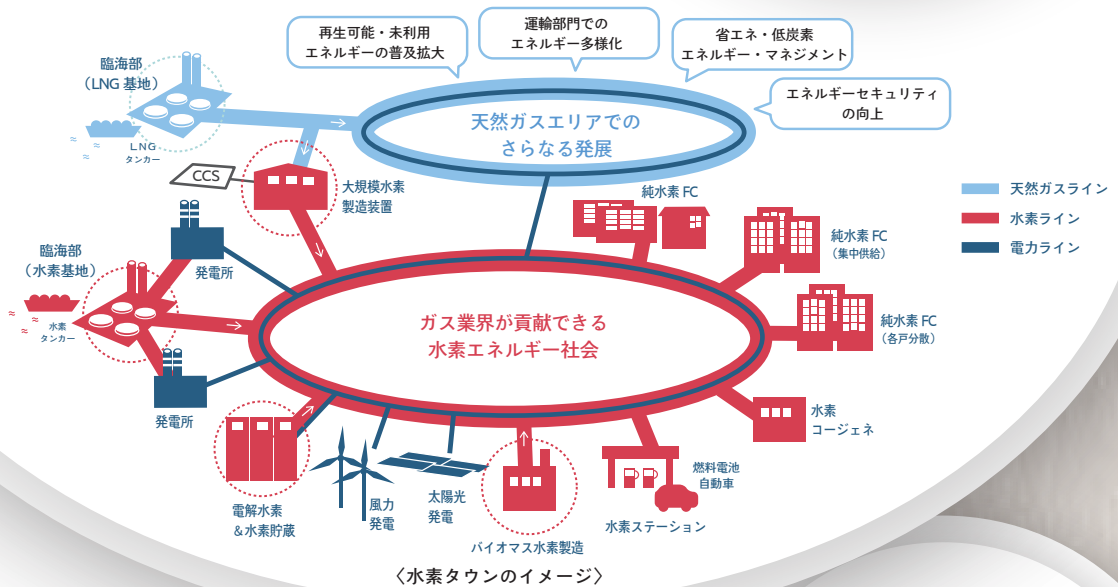 再生可能・未利用
エネルギーの普及拡大
運輸部門での
エネルギー多様化
省エネ・低炭素
エネルギー・マネジメント
エネルギーセキュリティ
の向上
臨海部
（LNG 基地）
LNG
タンカー
天然ガスエリアでの
さらなる発展
CCS
大規模水素
製造装置
純水素 FC
純水素 FC
（集中供給）
純水素 FC
（各戸分散）
天然ガスライン
水素ライン
電力ライン
発電所
臨海部
（水素基地）
水素
タンカー
ガス業界が貢献できる
水素エネルギー社会
発電所
水素
コージェネ
電解水素
＆水素貯蔵
風力
発電
太陽光
発電
バイオマス水素製造
燃料電池
自動車
水素ステーション
〈水素タウンのイメージ〉